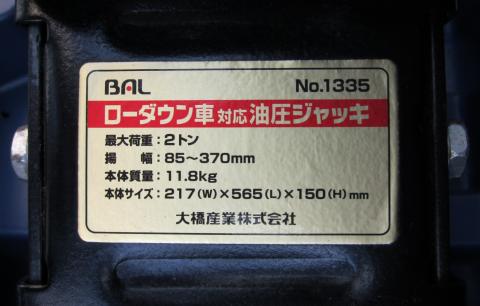 BAL No.1335
ローダウン車対応油圧ジャッキ
最大荷重：2トン
揚　幅：85～370mm
本体質量：11.8kg
本体サイズ：217(W)×565(L)×150(H)mm
大橋産業株式会社